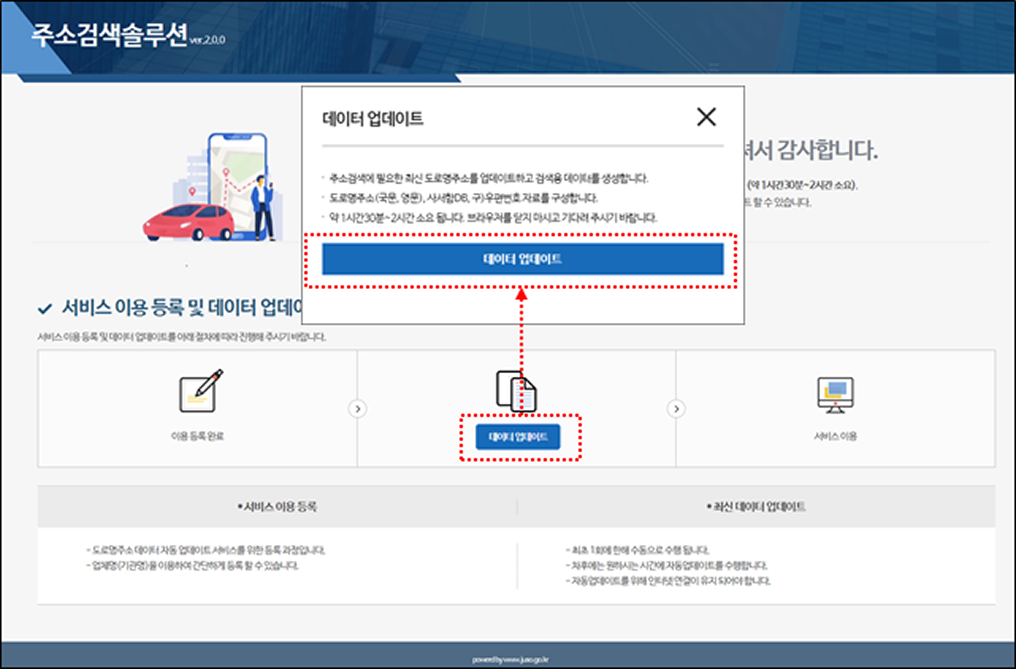 주소검색솔루션 ver.2.0.0
데이터 업데이트
셔서 감사합니다.
· 주소검색에 필요한 최신 도로명주소를 업데이트하고 검색용 데이터를 생성합니다.
(약 1시간30분~2시간 소요).
· 도로명주소(국문, 영문), 사서함DB, 구)우편번호 자료를 구성합니다.
트 할 수 있습니다.
· 약 1시간30분~2시간 소요 됩니다. 브라우저를 닫지 마시고 기다려 주시기 바랍니다.
데이터 업데이트
서비스 이용 등록 및 데이터 업데이
서비스 이용 등록 및 데이터 업데이트를 아래 절차에 따라 진행해 주시기 바랍니다.
이용 등록 완료
데이터 업데이트
서비스 이용
• 서비스 이용 등록
• 최신 데이터 업데이트
- 도로명주소 데이터 자동 업데이트 서비스를 위한 등록 과정입니다.
- 업체명(기관명)을 이용하여 간단하게 등록 할 수 있습니다.
- 최초 1회에 한해 수동으로 수행 됩니다.
- 차후에는 원하시는 시간에 자동업데이트를 수행합니다.
- 자동업데이트를 위해 인터넷 연결이 유지 되어야 합니다.
powerd by www.juso.go.kr